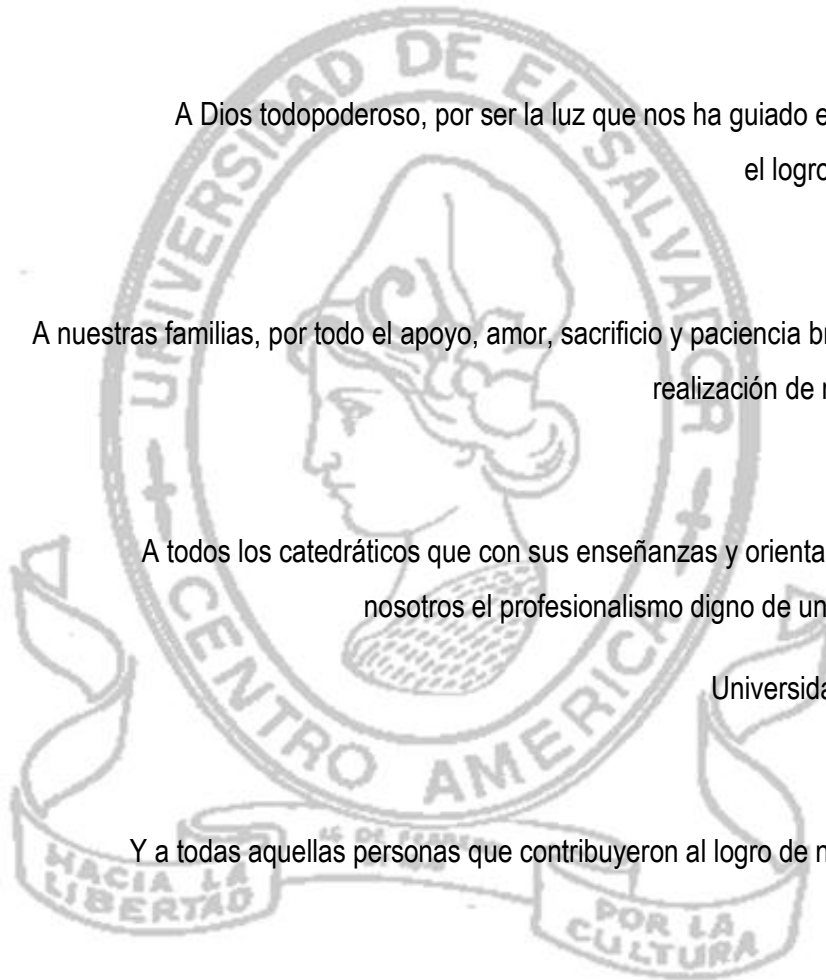 UNIVERSIDAD DE EL SALVADOR
A Dios todopoderoso, por ser la luz que nos ha guiado e
el logro
A nuestras familias, por todo el apoyo, amor, sacrificio y paciencia br
realización de
A todos los catedráticos que con sus enseñanzas y orienta
nosotros el profesionalismo digno de un
Universida
CENTRO AMERICA
16 DE FEBRERO
Y a todas aquellas personas que contribuyeron al logro de
HACIA LA
LIBERTAD
POR LA
CULTURA